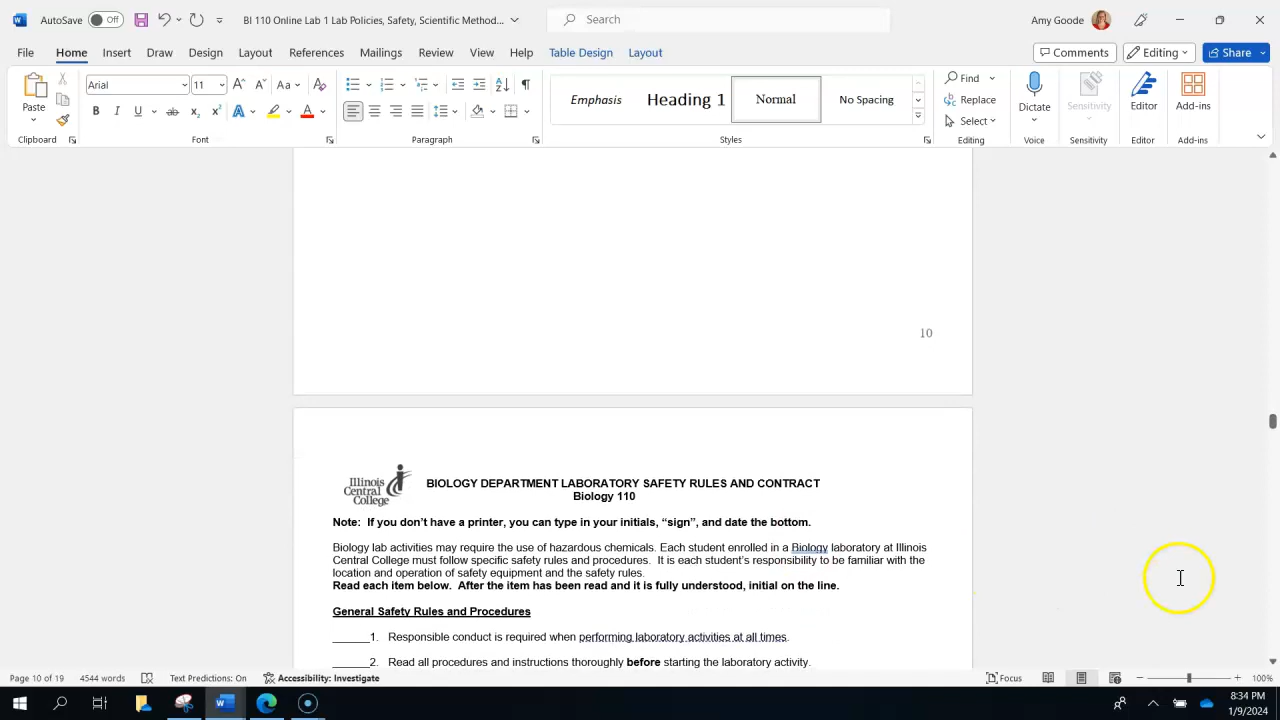 AutoSave Off BI 110 Online Lab 1 Lab Policies, Safety, Scientific Method... Search Amy Goode
File Home Insert Draw Design Layout References Mailings Review View Help Table Design Layout Comments Editing Share
Arial 11 Aa Emphasis Heading 1 Normal No Spacing Find
Paste Replace Dictate Sensitivity Editor Add-ins
B I U ab x₂ x² A A Select
Clipboard Font Paragraph Styles Editing Voice Sensitivity Editor Add-ins
10
Illinois Central College
BIOLOGY DEPARTMENT LABORATORY SAFETY RULES AND CONTRACT
Biology 110
Note: If you don't have a printer, you can type in your initials, “sign”, and date the bottom.
Biology lab activities may require the use of hazardous chemicals. Each student enrolled in a Biology laboratory at Illinois
Central College must follow specific safety rules and procedures. It is each student's responsibility to be familiar with the
location and operation of safety equipment and the safety rules.
Read each item below. After the item has been read and it is fully understood, initial on the line.
General Safety Rules and Procedures
______1. Responsible conduct is required when performing laboratory activities at all times.
______2. Read all procedures and instructions thoroughly before starting the laboratory activity.
Page 10 of 19 4544 words Text Predictions: On Accessibility: Investigate Focus 100%
8:34 PM
1/9/2024